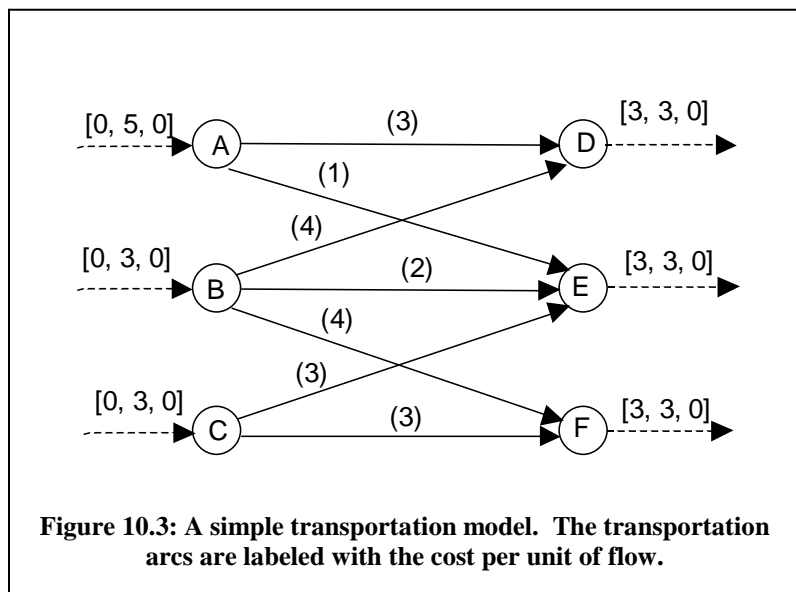 [0, 5, 0] A (3) D [3, 3, 0]
(1)
(4)
[0, 3, 0] B (2) E [3, 3, 0]
(4)
(3)
[0, 3, 0] C (3) F [3, 3, 0]
Figure 10.3: A simple transportation model. The transportation
arcs are labeled with the cost per unit of flow.